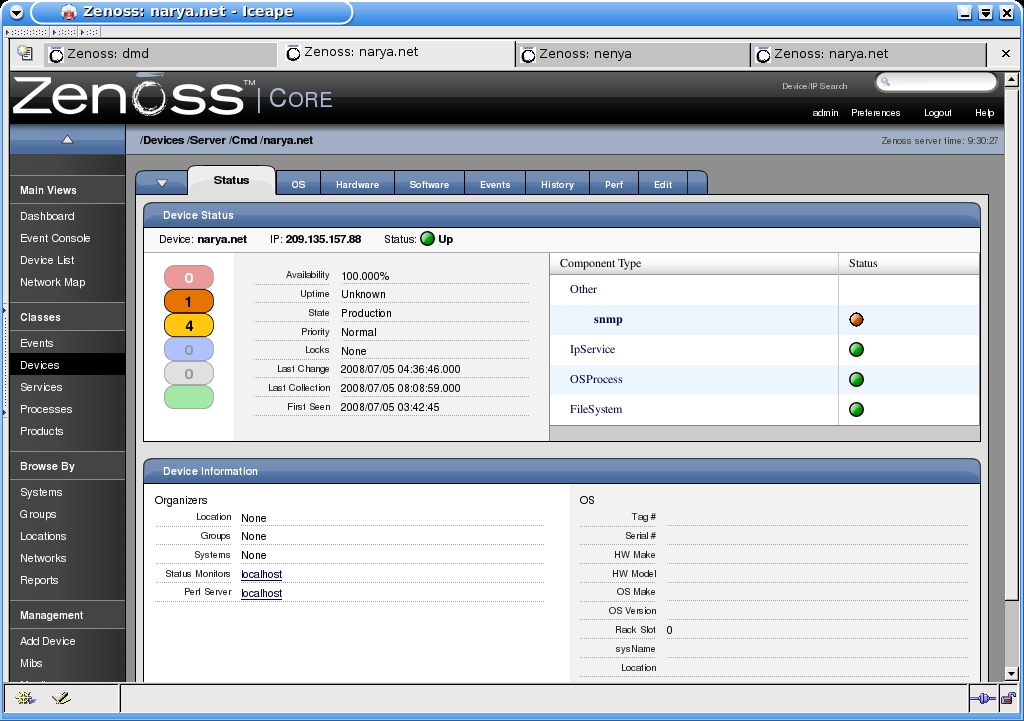 Zenoss: narya.net - Iceape
Zenoss: dmd
Zenoss: narya.net
Zenoss: nenya
Zenoss: narya.net
Zenoss™ | CORE
Device/IP Search
admin Preferences Logout Help
/Devices /Server /Cmd /narya.net
Zenoss server time: 9:30:27
Main Views
Dashboard
Event Console
Device List
Network Map
Classes
Events
Devices
Services
Processes
Products
Browse By
Systems
Groups
Locations
Networks
Reports
Management
Add Device
Mibs
Status OS Hardware Software Events History Perf Edit
Device Status
Device: narya.net IP: 209.135.157.88 Status: Up
0
1
4
0
0
Availability 100.000%
Uptime Unknown
State Production
Priority Normal
Locks None
Last Change 2008/07/05 04:36:46.000
Last Collection 2008/07/05 08:08:59.000
First Seen 2008/07/05 03:42:45
Component Type Status
Other
snmp
IpService
OSProcess
FileSystem
Device Information
Organizers
Location None
Groups None
Systems None
Status Monitors localhost
Perf Server localhost
OS
Tag #
Serial #
HW Make
HW Model
OS Make
OS Version
Rack Slot 0
sysName
Location